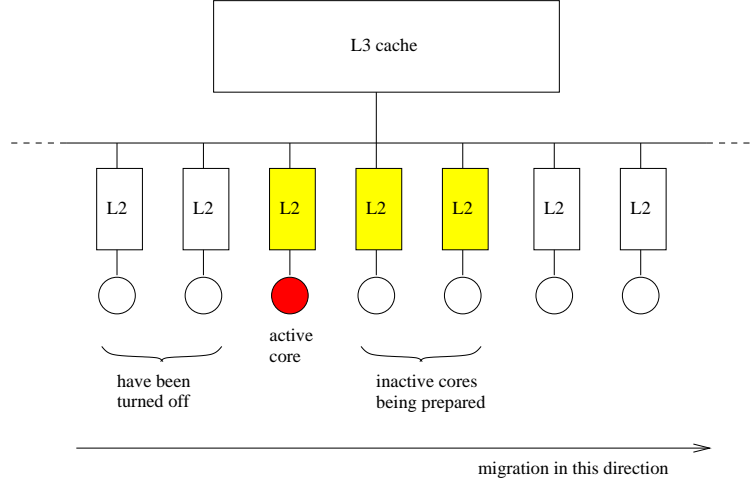 L3 cache
L2 L2 L2 L2 L2 L2 L2
active
core
have been
turned off
inactive cores
being prepared
migration in this direction